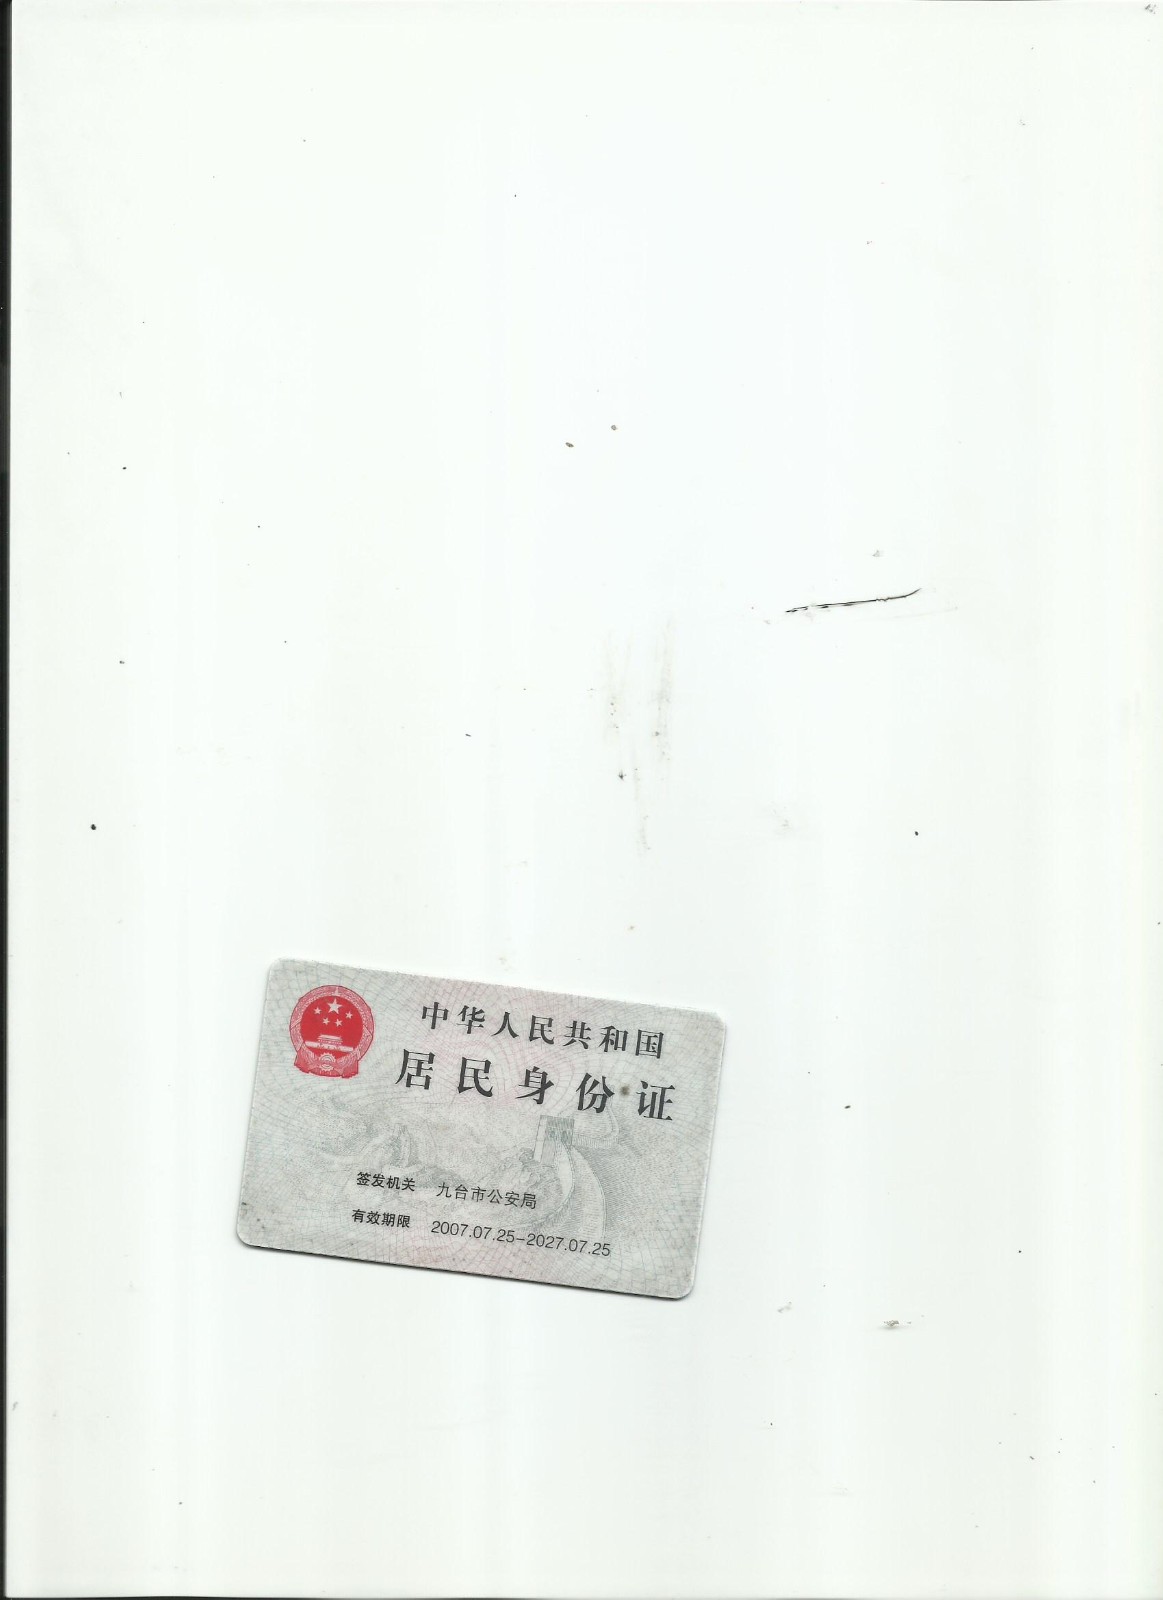 中华人民共和国
居民身份证
签发机关 九台市公安局
有效期限 2007.07.25-2027.07.25